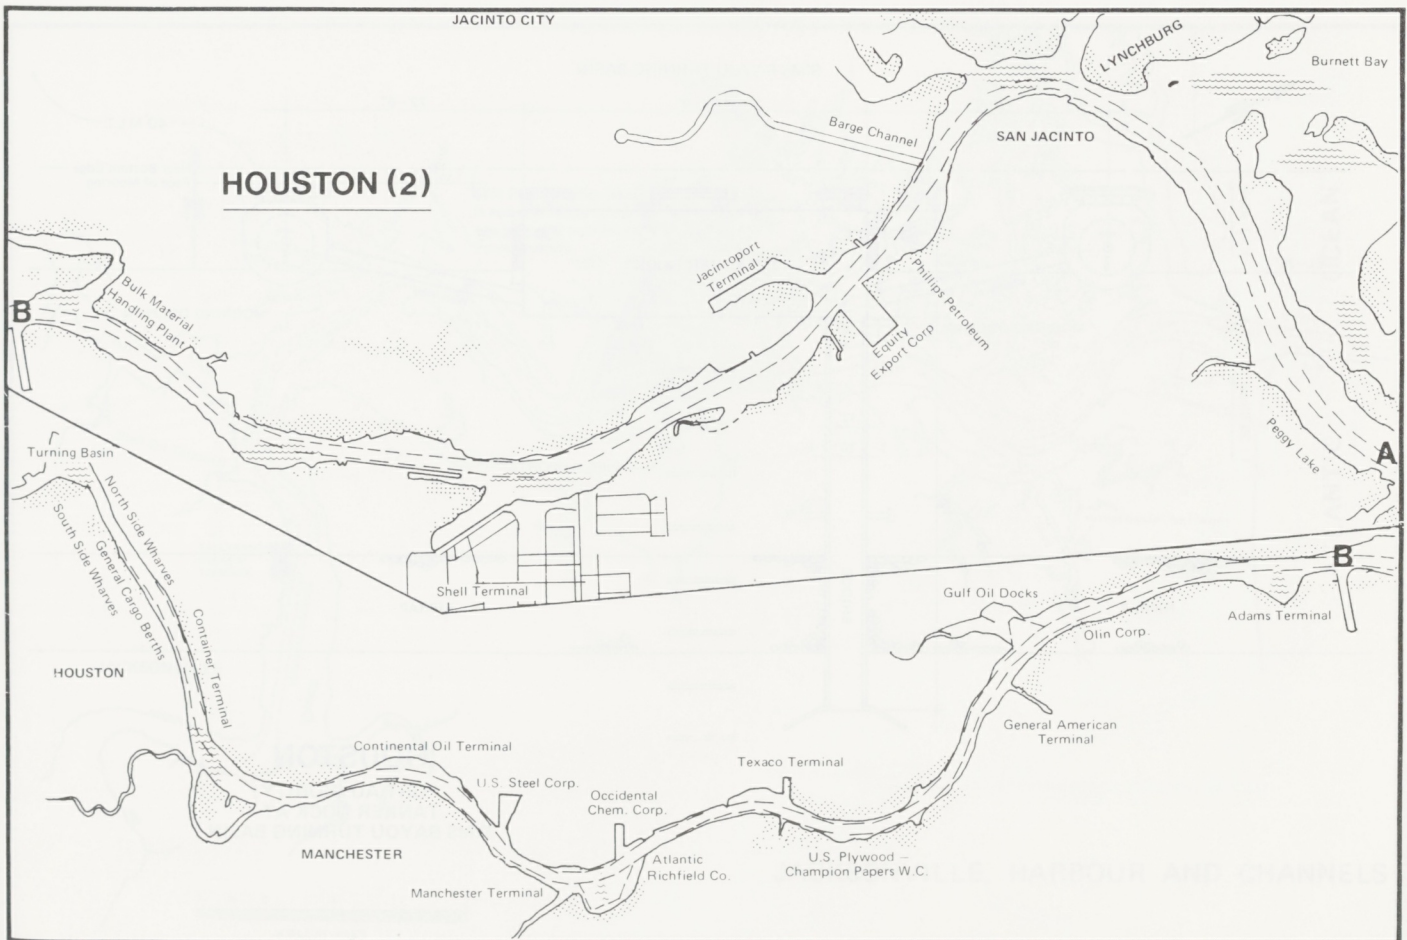 JACINTO CITY
LYNCHBURG
Burnett Bay
Barge Channel
SAN JACINTO
HOUSTON (2)
Jacintoport
Terminal
Phillips Petroleum
Bulk Material
Handling Plant
B
Equity
Export Corp
Peggy Lake
A
Turning Basin
North Side Wharves
South Side Wharves
General Cargo Berths
Container Terminal
Shell Terminal
B
Gulf Oil Docks
Adams Terminal
Olin Corp.
HOUSTON
General American
Terminal
Continental Oil Terminal
Texaco Terminal
U.S. Steel Corp.
Occidental
Chem. Corp.
MANCHESTER
Atlantic
Richfield Co.
U.S. Plywood –
Champion Papers W.C.
Manchester Terminal
HARBOUR AND CHANNELS